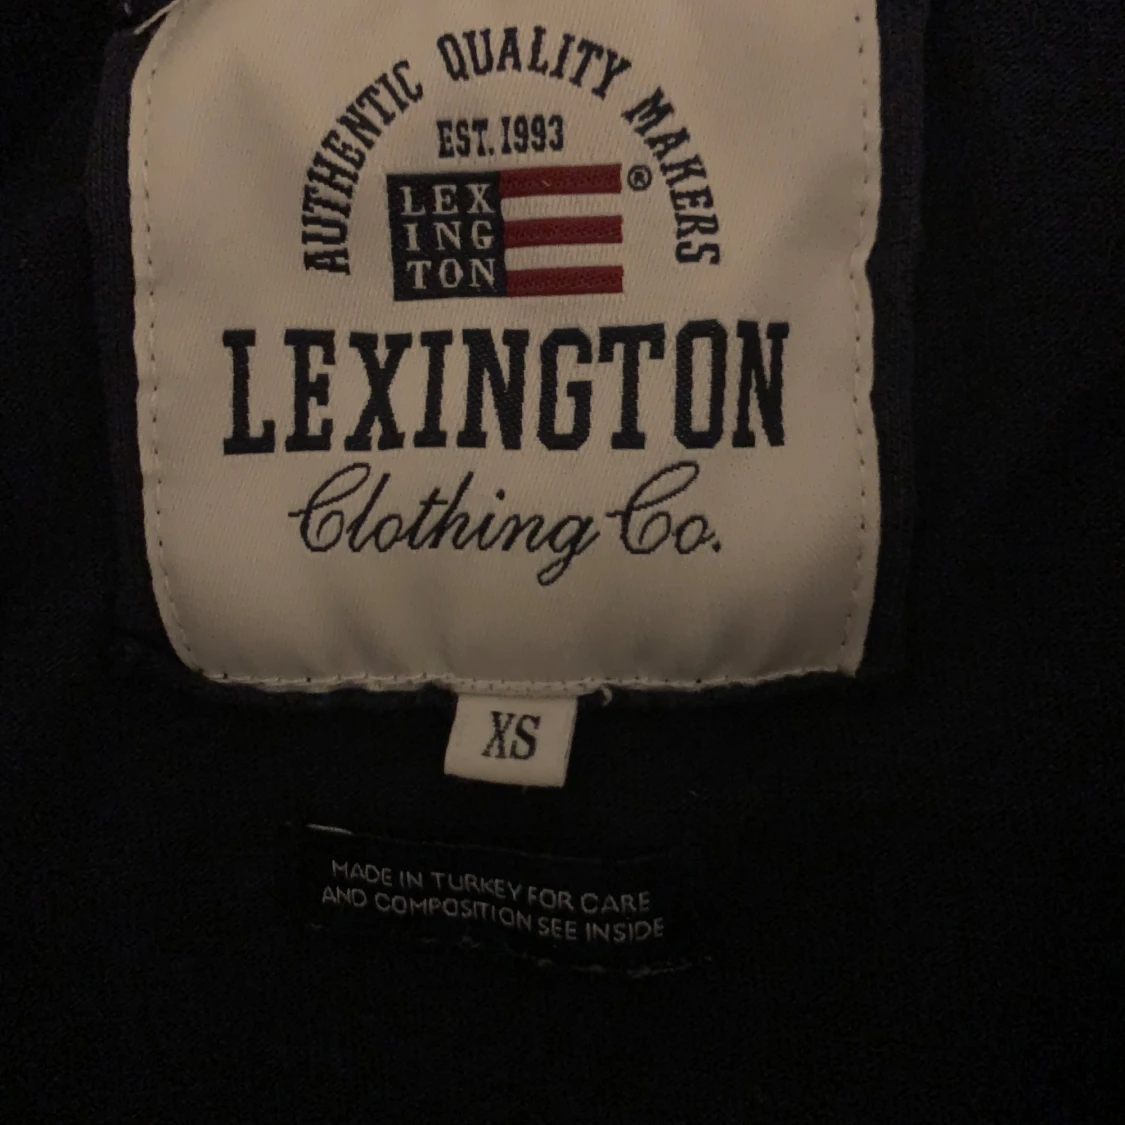 AUTHENTIC QUALITY MAKERS
EST. 1993
LEX
ING
TON
®
LEXINGTON
Clothing Co.
XS
MADE IN TURKEY FOR CARE
AND COMPOSITION SEE INSIDE